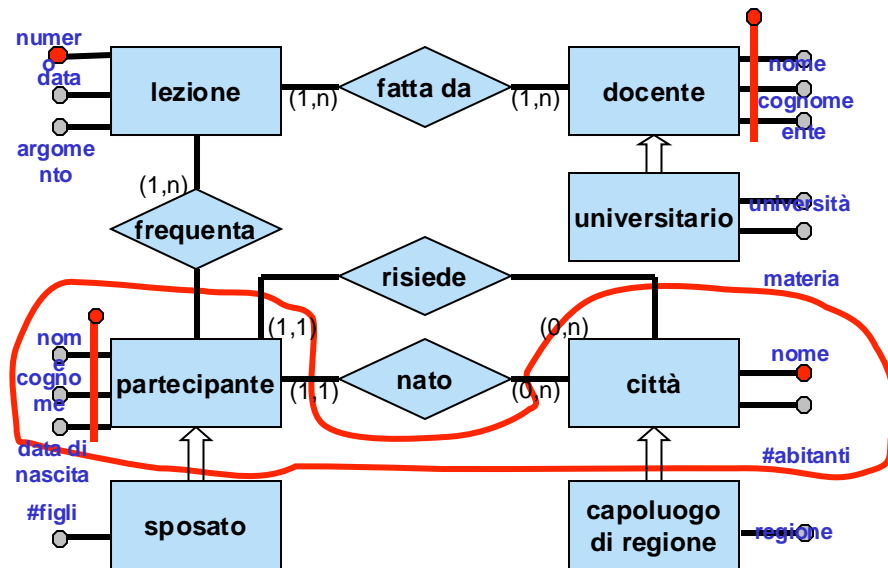 numer
o
data
argome
nto
lezione
(1,n)
fatta da
(1,n)
docente
nome
cognome
ente
(1,n)
frequenta
universitario
università
materia
risiede
(1,1)
(0,n)
nom
e
cogno
me
data di
nascita
partecipante
(1,1)
nato
(0,n)
città
nome
#abitanti
#figli
sposato
capoluogo
di regione
regione